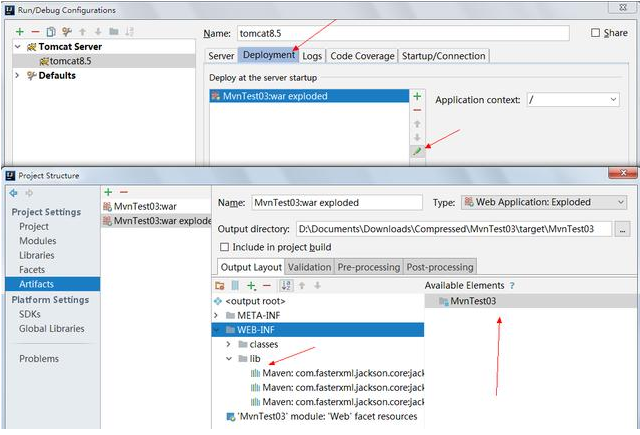 Run/Debug Configurations
Name: tomcat8.5 Share
Tomcat Server
tomcat8.5
Defaults
Server Deployment Logs Code Coverage Startup/Connection
Deploy at the server startup
MvnTest03:war exploded
Application context: /
Project Structure
Project Settings
Project
Modules
Libraries
Facets
Artifacts
Platform Settings
SDKs
Global Libraries
Problems
MvnTest03:war
MvnTest03:war explode
Name: MvnTest03:war exploded Type: Web Application: Exploded
Output directory: D:\Documents\Downloads\Compressed\MvnTest03\target\MvnTest03 ...
Include in project build
Output Layout Validation Pre-processing Post-processing
<output root>
META-INF
WEB-INF
classes
lib
Maven: com.fasterxml.jackson.core:jack
Maven: com.fasterxml.jackson.core:jack
Maven: com.fasterxml.jackson.core:jack
'MvnTest03' module: 'Web' facet resources
Available Elements ?
MvnTest03